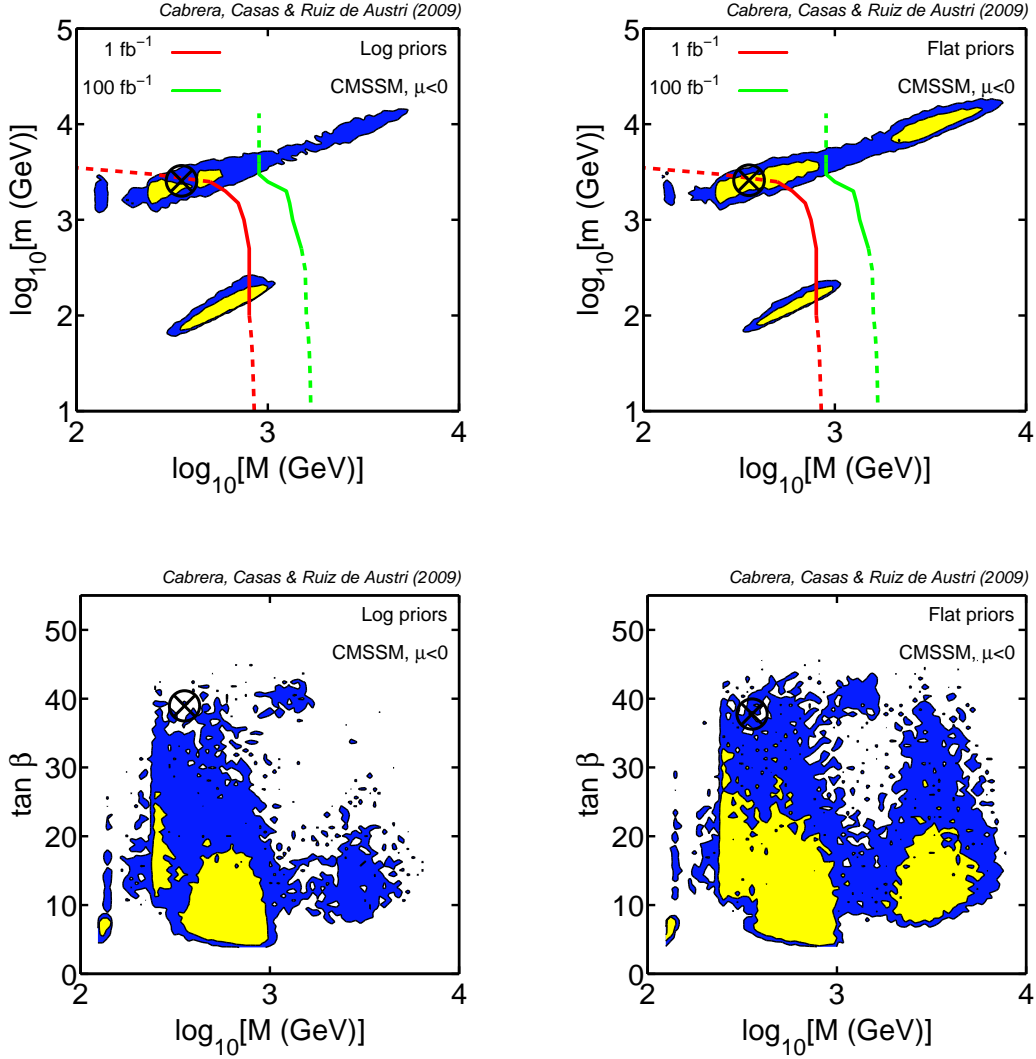 Cabrera, Casas & Ruiz de Austri (2009)
1 fb−1
100 fb−1
Log priors
CMSSM, μ<0
5
4
3
2
1
log10[m (GeV)]
2
3
4
log10[M (GeV)]
Cabrera, Casas & Ruiz de Austri (2009)
1 fb−1
100 fb−1
Flat priors
CMSSM, μ<0
5
4
3
2
1
log10[m (GeV)]
2
3
4
log10[M (GeV)]
Cabrera, Casas & Ruiz de Austri (2009)
Log priors
CMSSM, μ<0
50
40
30
20
10
0
tan β
2
3
4
log10[M (GeV)]
Cabrera, Casas & Ruiz de Austri (2009)
Flat priors
CMSSM, μ<0
50
40
30
20
10
0
tan β
2
3
4
log10[M (GeV)]